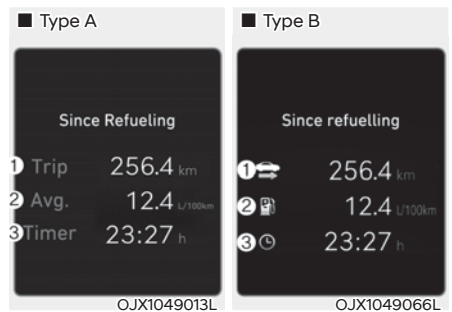 ■ Type A
Since Refueling
1 Trip 256.4 km
2 Avg. 12.4 L/100km
3 Timer 23:27 h
OJX1049013L
■ Type B
Since refuelling
1 256.4 km
2 12.4 L/100km
3 23:27 h
OJX1049066L